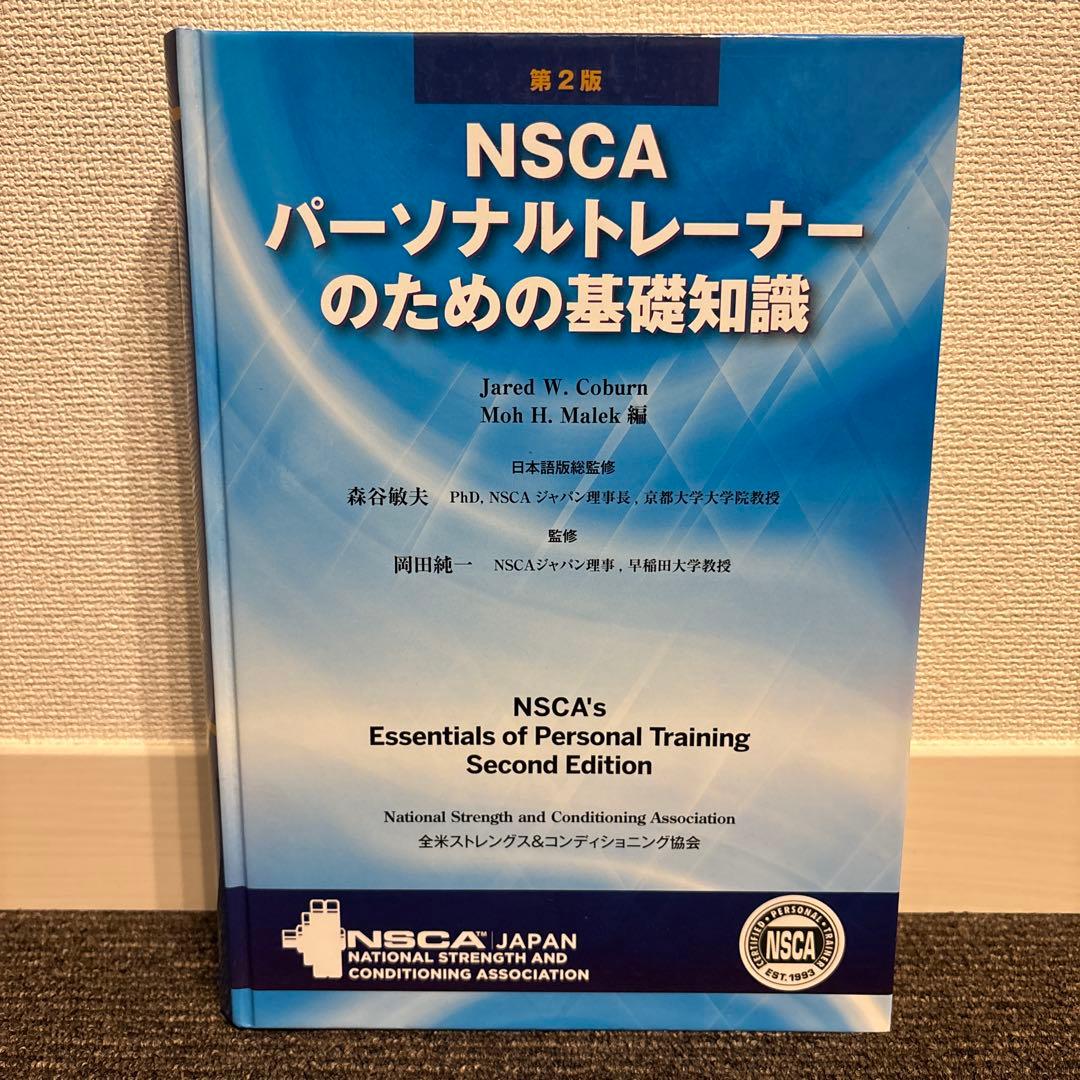 第2版
NSCA
パーソナルトレーナー
のための基礎知識
Jared W. Coburn
Moh H. Malek 編
日本語版総監修
森谷敏夫 PhD, NSCA ジャパン理事長, 京都大学大学院教授
監修
岡田純一 NSCAジャパン理事, 早稲田大学教授
NSCA's
Essentials of Personal Training
Second Edition
National Strength and Conditioning Association
全米ストレングス&コンディショニング協会
NSCA™ JAPAN
NATIONAL STRENGTH AND
CONDITIONING ASSOCIATION
CERTIFIED • PERSONAL • TRAINER
NSCA
EST. 1993